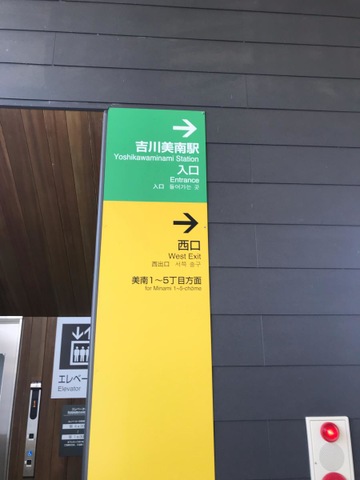 →
吉川美南駅
Yoshikawaminami Station
入口
Entrance
入口 들어가는 곳
→
西口
West Exit
西出口 서쪽 출구
美南1〜5丁目方面
for Minami 1~5-chōme
エレベー
Elevator